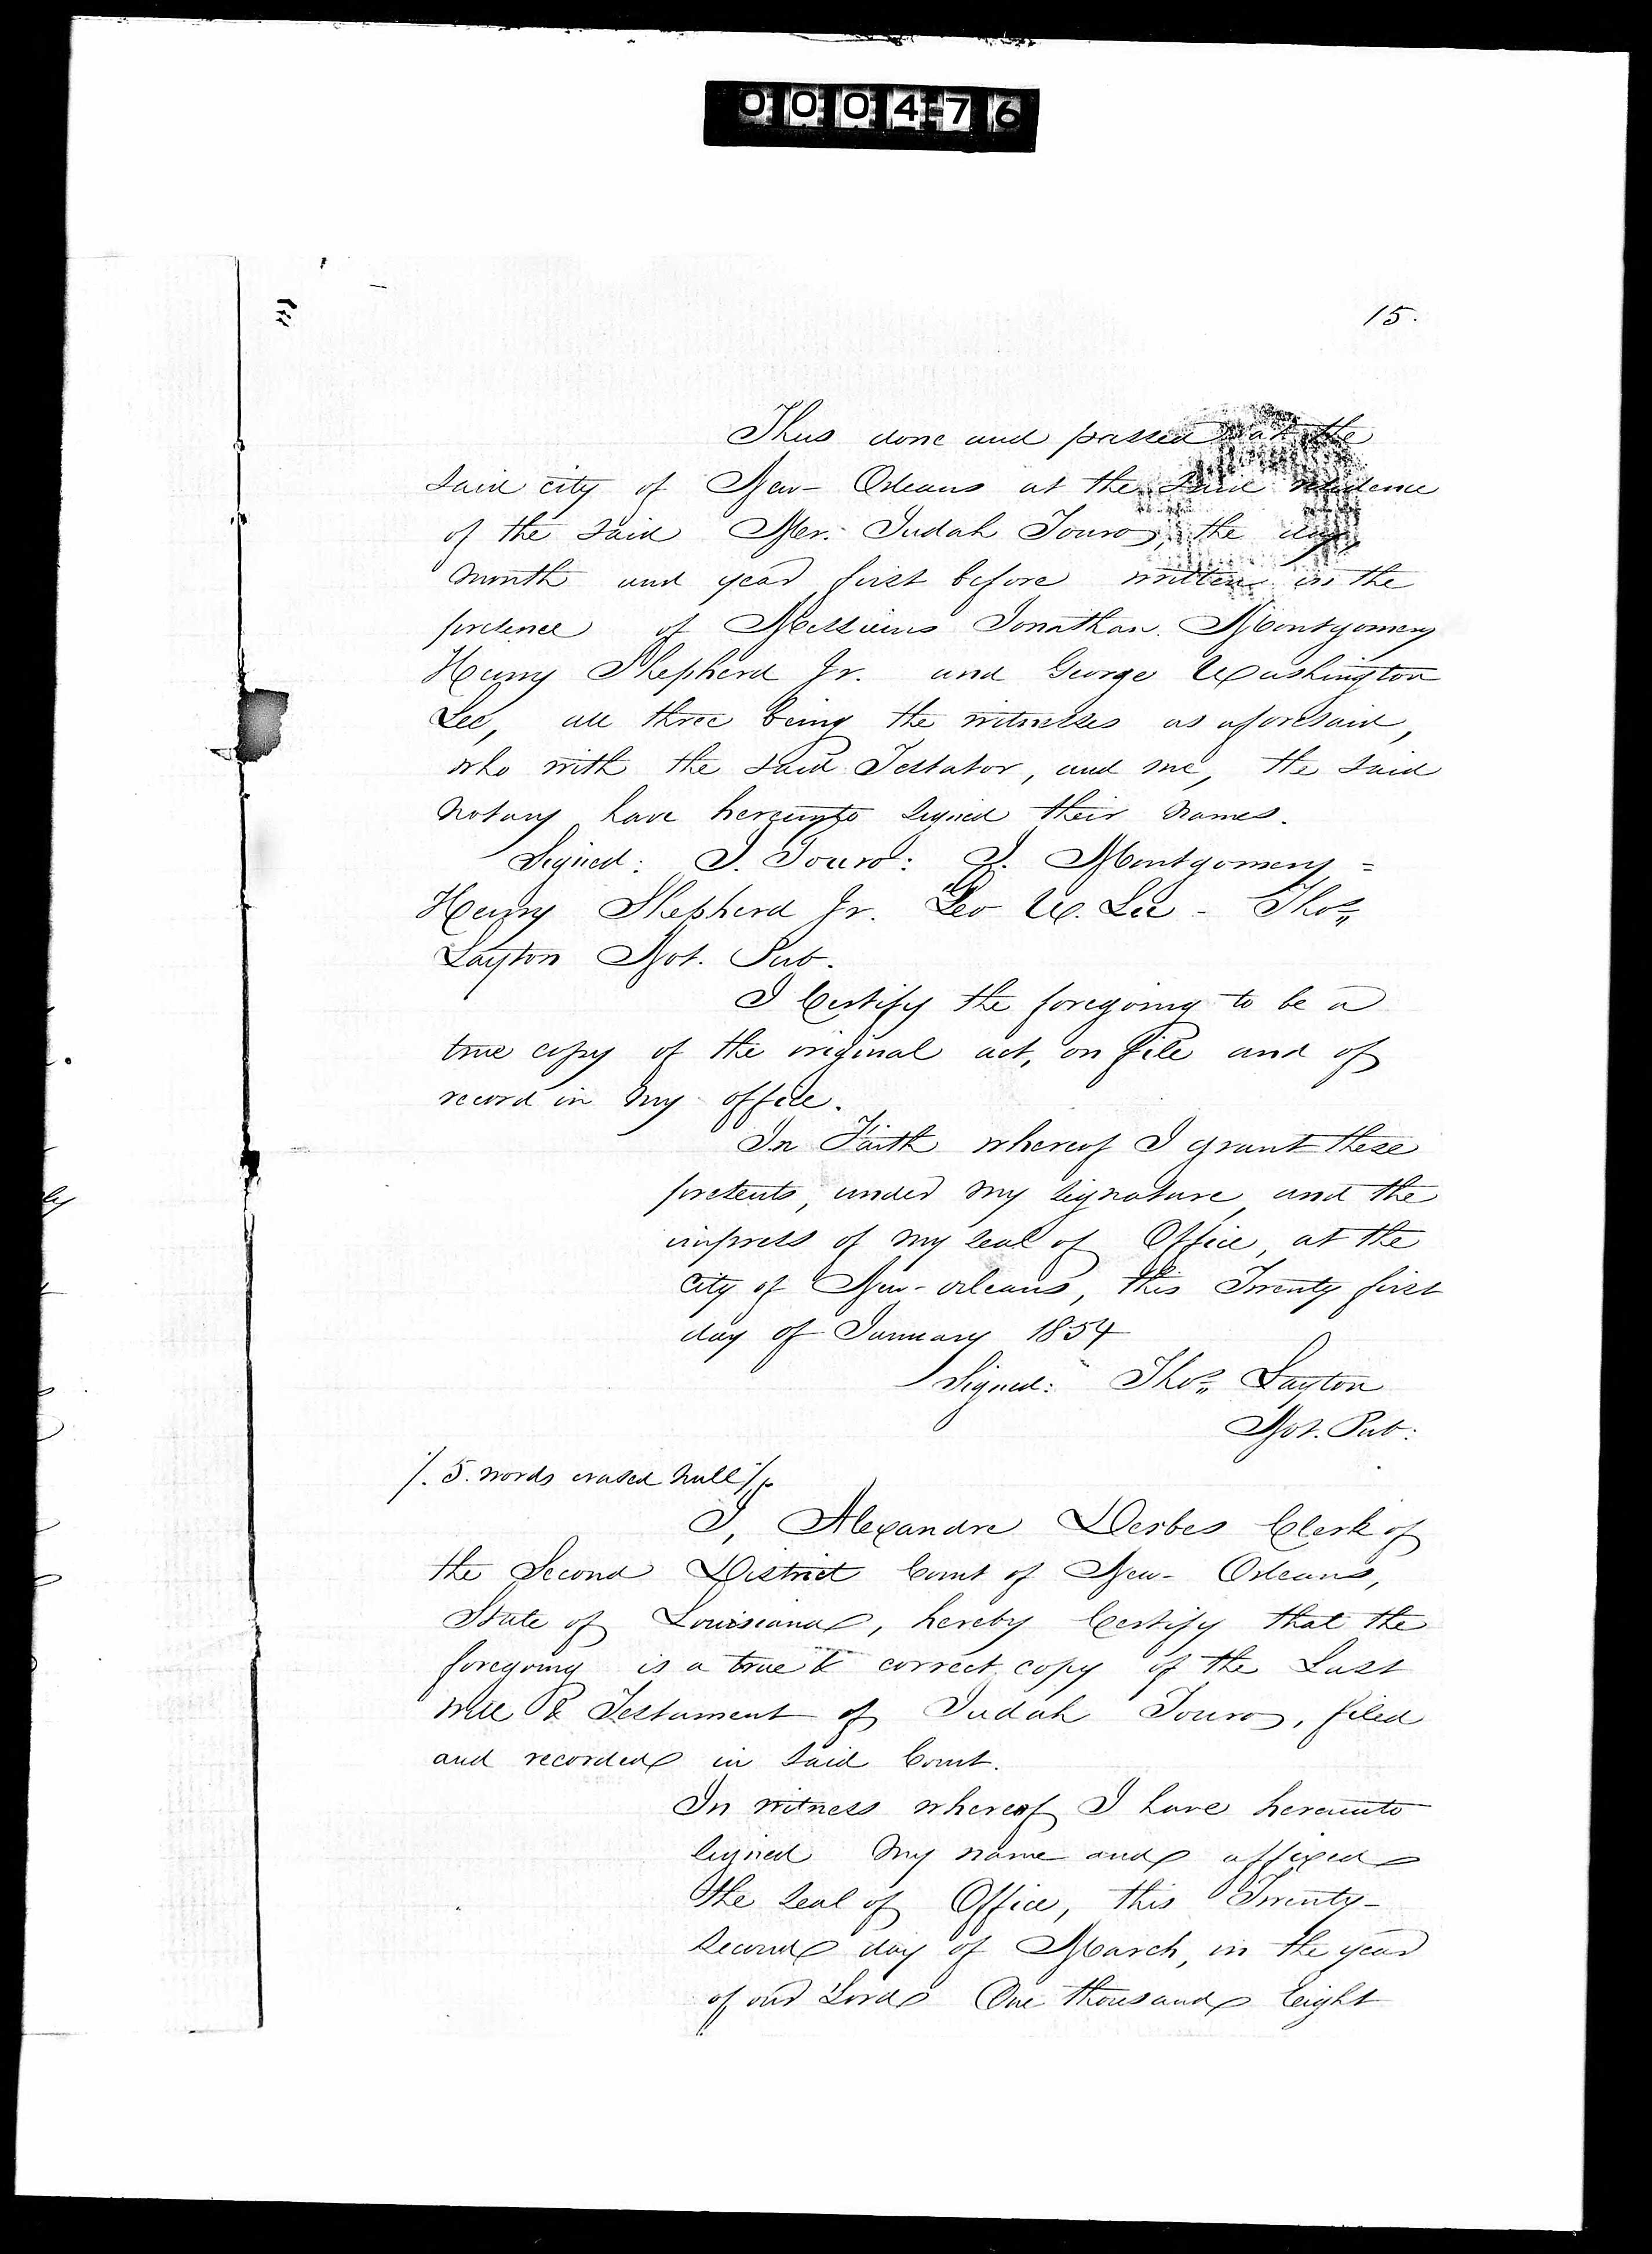 000476
15.
Thus done and passed at the
said city of New-Orleans at the said residence
of the said Mr. Judah Touro, the day,
month and year first before written in the
presence of Messieurs Jonathan Montgomery
Henry Shepherd Jr. and George Washington
Lee, all three being the witnesses as aforesaid,
who with the said Testator, and me, the said
notary have hereunto signed their names.
Signed: J. Touro: J. Montgomery =
Henry Shepherd Jr. Geo W. Lee - Thos.
Layton Not. Pub.
I Certify the foregoing to be a
true copy of the original act, on file and of
record in my office.
In Faith whereof I grant these
presents, under my signature, and the
impress of my seal of Office, at the
city of New-orleans, this Twenty first
day of January 1854
Signed: Thos. Layton
Not. Pub:
/. 5. words erased null /.
I, Alexandre Derbes Clerk of
the Second District Court of New-Orleans,
State of Louisiana, hereby Certify that the
foregoing is a true & correct copy of the Last
Will & Testament of Judah Touro, filed
and recorded in said Court.
In witness whereof I have hereunto
signed my name and affixed
the seal of Office, this Twenty-
second day of March, in the year
of our Lord One thousand Eight